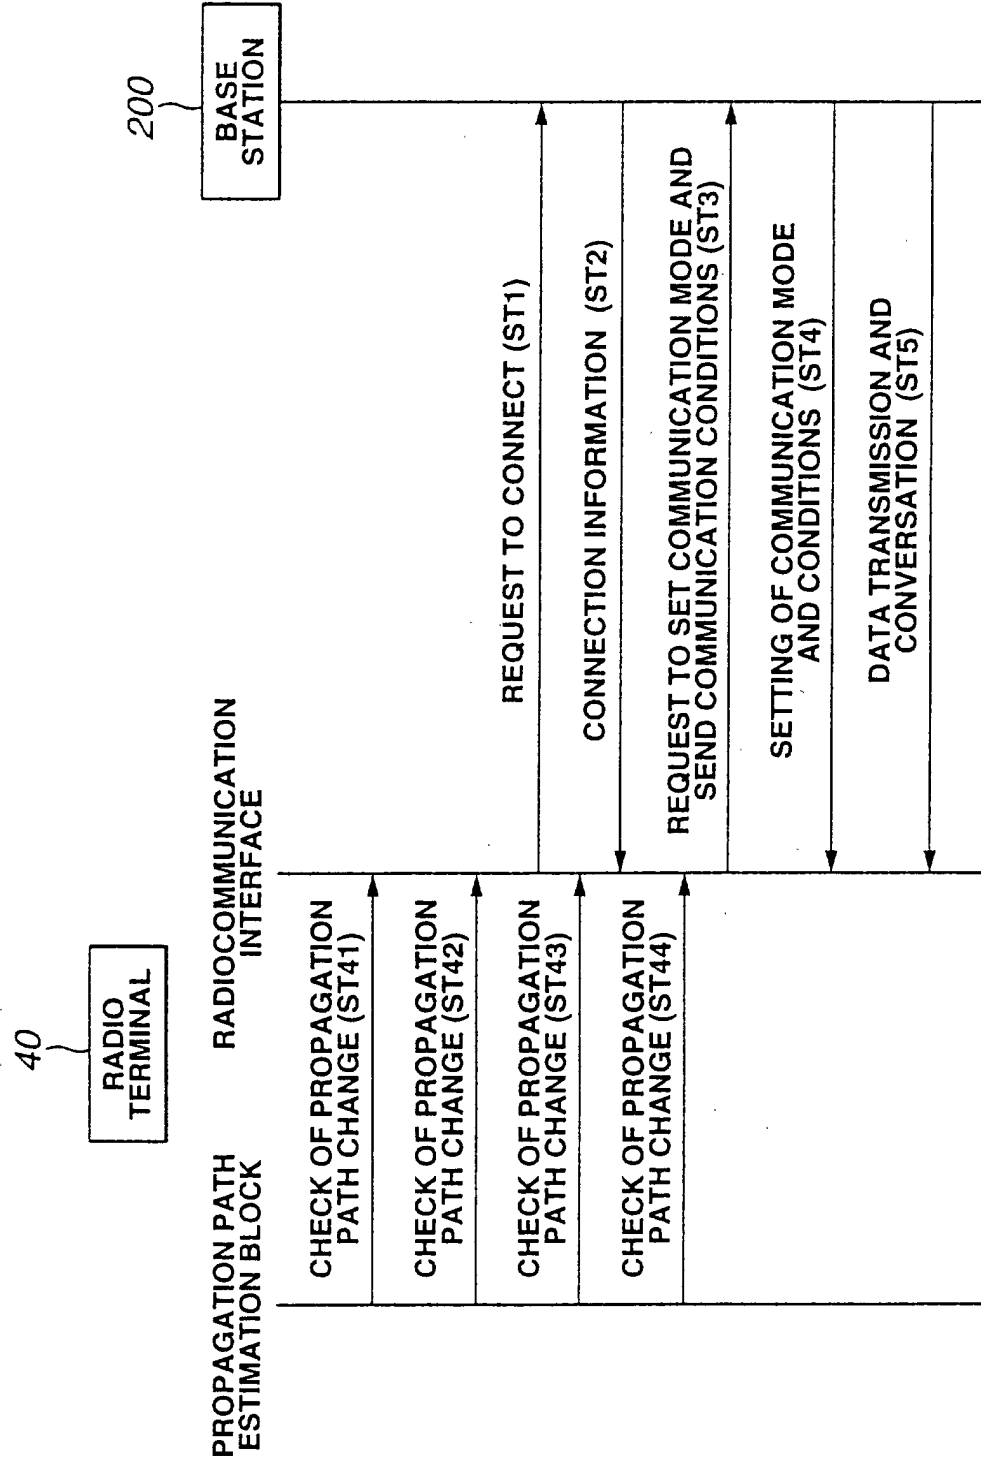 40
RADIO
TERMINAL
200
BASE
STATION
PROPAGATION PATH
ESTIMATION BLOCK
RADIOCOMMUNICATION
INTERFACE
CHECK OF PROPAGATION
PATH CHANGE (ST41)
CHECK OF PROPAGATION
PATH CHANGE (ST42)
REQUEST TO CONNECT (ST1)
CHECK OF PROPAGATION
PATH CHANGE (ST43)
CONNECTION INFORMATION (ST2)
CHECK OF PROPAGATION
PATH CHANGE (ST44)
REQUEST TO SET COMMUNICATION MODE AND
SEND COMMUNICATION CONDITIONS (ST3)
SETTING OF COMMUNICATION MODE
AND CONDITIONS (ST4)
DATA TRANSMISSION AND
CONVERSATION (ST5)